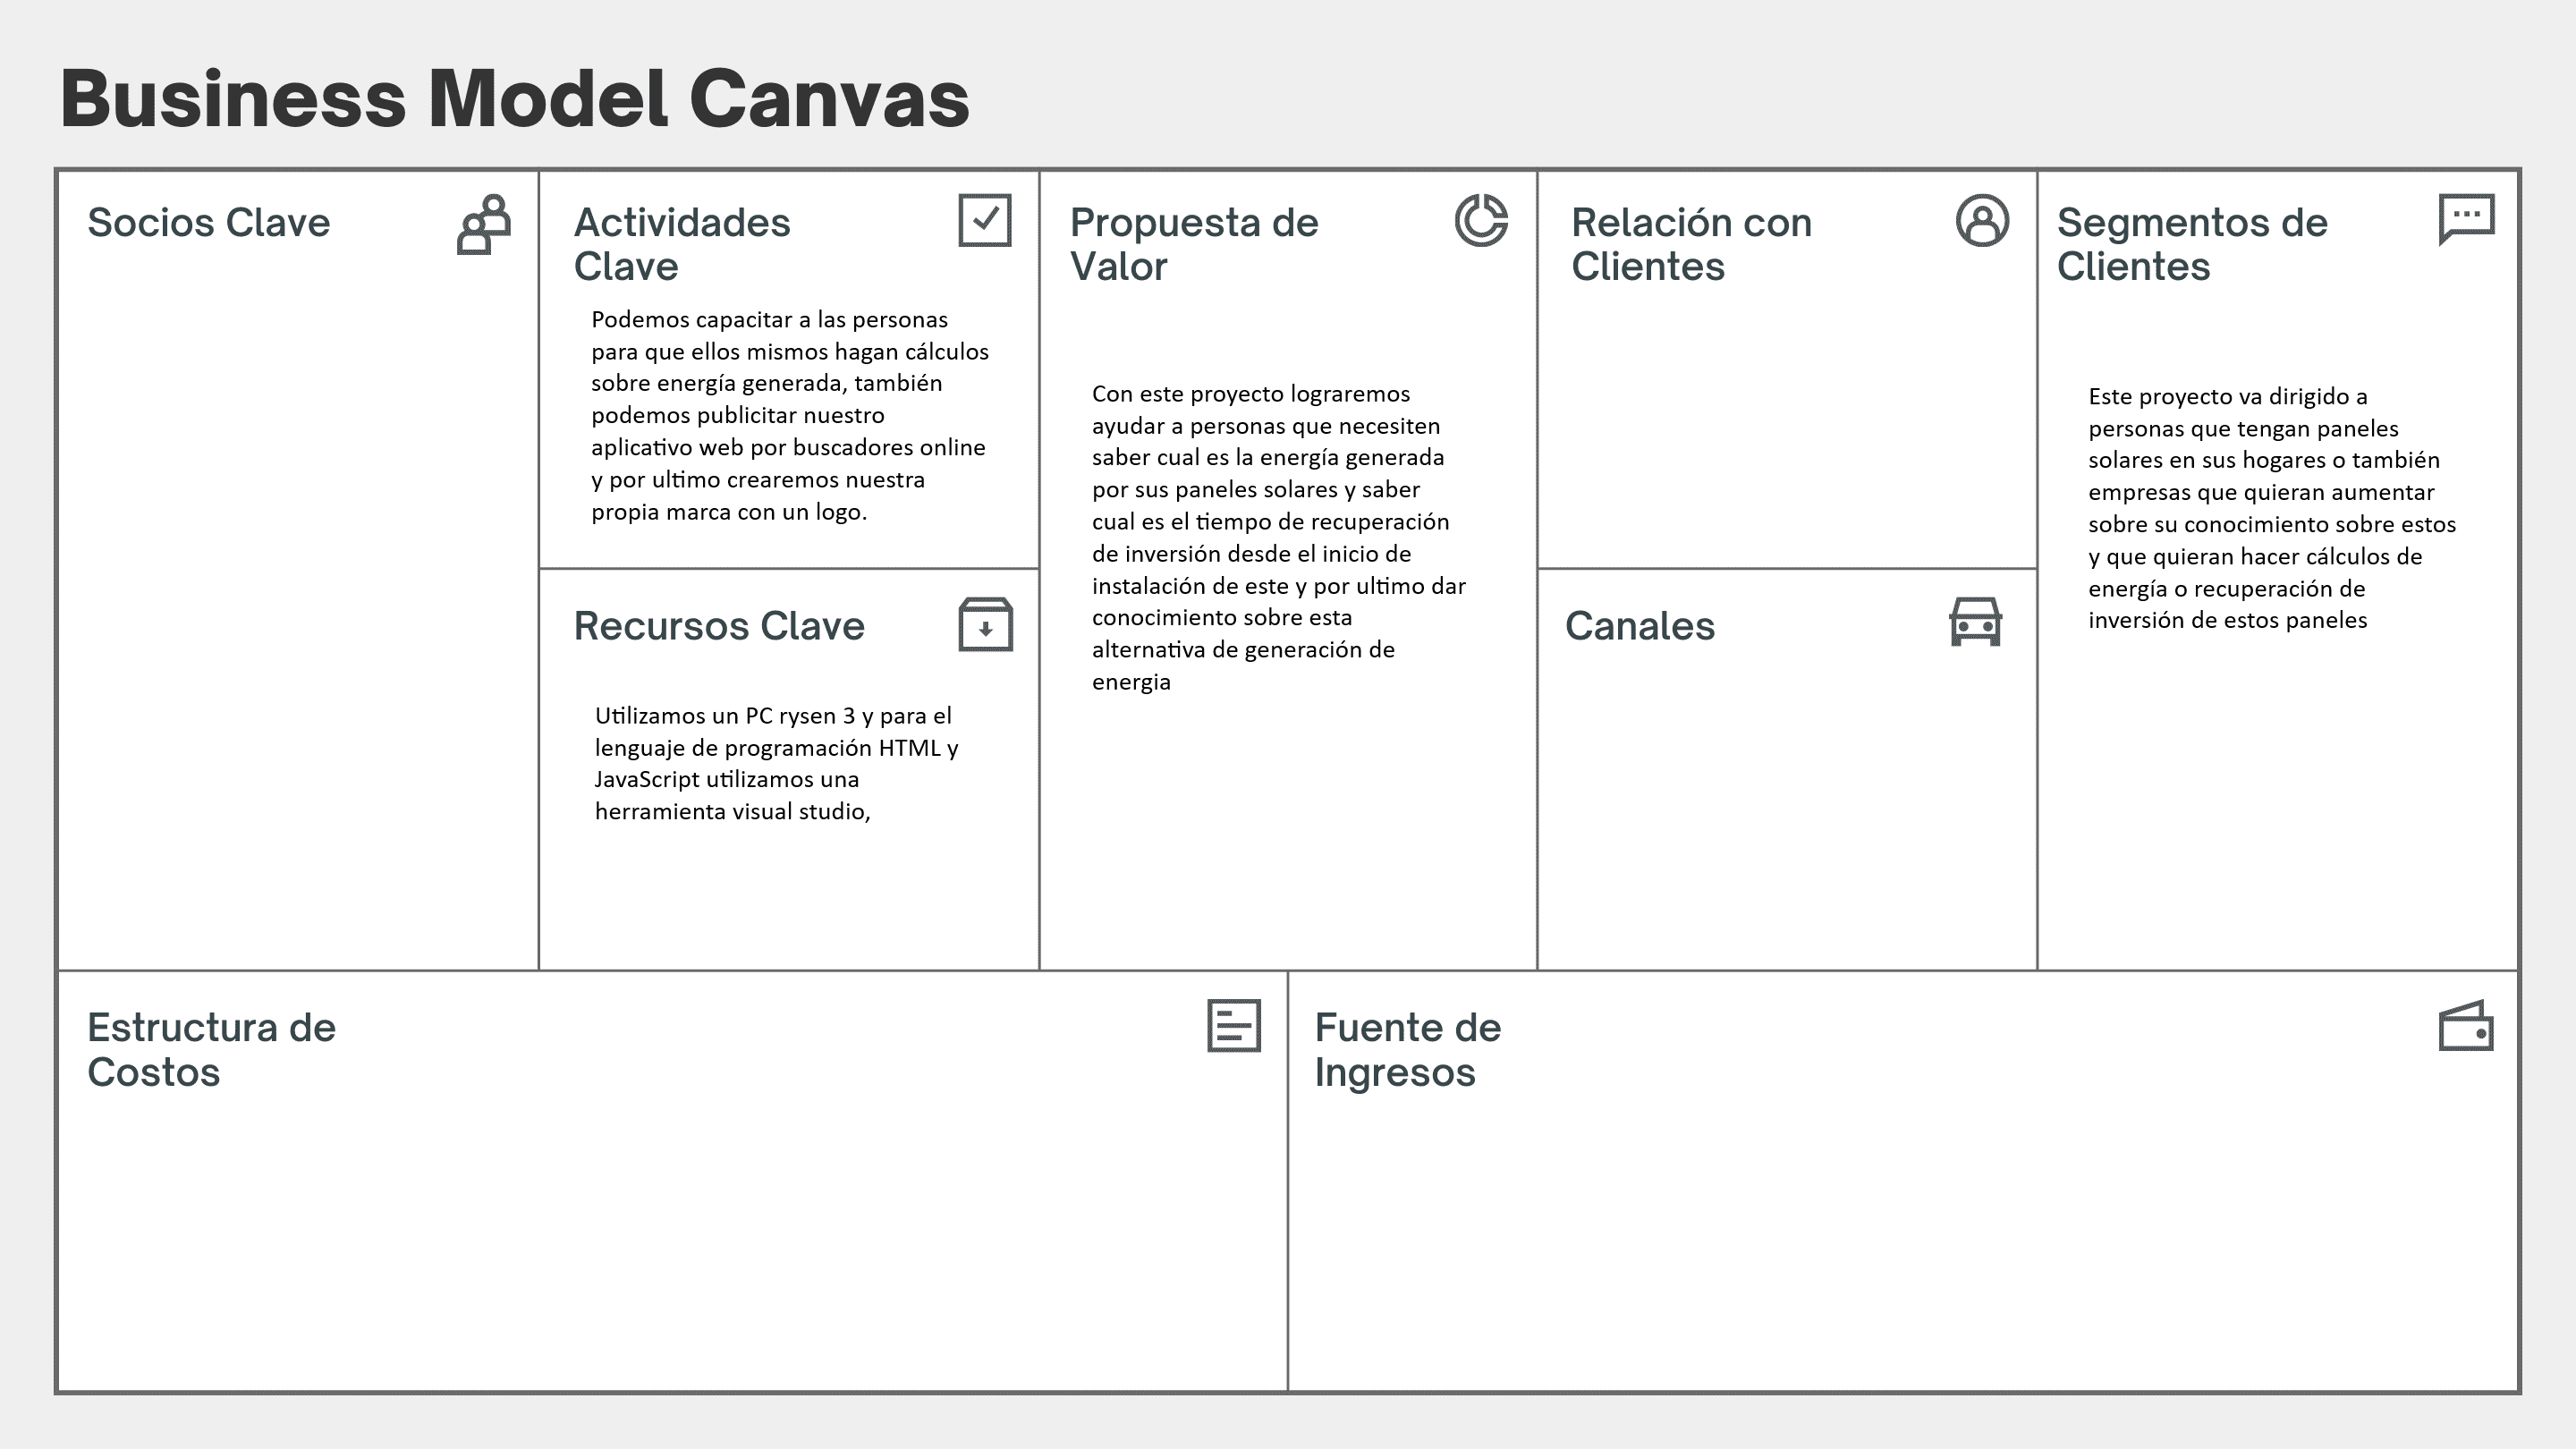 Business Model Canvas
Socios Clave
Actividades
Clave
Podemos capacitar a las personas
para que ellos mismos hagan cálculos
sobre energía generada, también
podemos publicitar nuestro
aplicativo web por buscadores online
y por ultimo crearemos nuestra
propia marca con un logo.
Recursos Clave
Utilizamos un PC rysen 3 y para el
lenguaje de programación HTML y
JavaScript utilizamos una
herramienta visual studio,
Propuesta de
Valor
Con este proyecto lograremos
ayudar a personas que necesiten
saber cual es la energía generada
por sus paneles solares y saber
cual es el tiempo de recuperación
de inversión desde el inicio de
instalación de este y por ultimo dar
conocimiento sobre esta
alternativa de generación de
energia
Relación con
Clientes
Canales
Segmentos de
Clientes
Este proyecto va dirigido a
personas que tengan paneles
solares en sus hogares o también
empresas que quieran aumentar
sobre su conocimiento sobre estos
y que quieran hacer cálculos de
energía o recuperación de
inversión de estos paneles
Estructura de
Costos
Fuente de
Ingresos